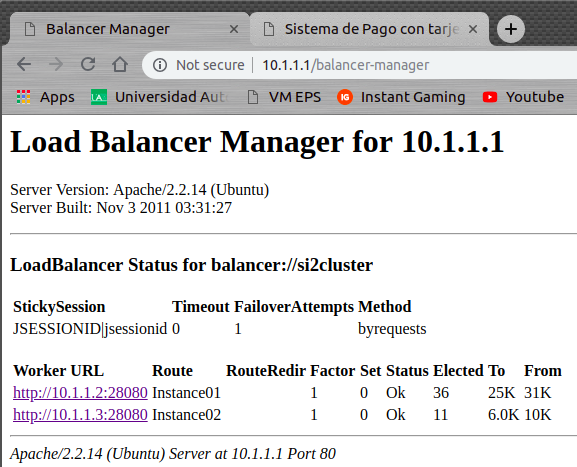 Balancer Manager
Sistema de Pago con tarje
Not secure 10.1.1.1/balancer-manager
Apps Universidad Aut VM EPS Instant Gaming Youtube
Load Balancer Manager for 10.1.1.1
Server Version: Apache/2.2.14 (Ubuntu)
Server Built: Nov 3 2011 03:31:27
LoadBalancer Status for balancer://si2cluster
StickySession Timeout FailoverAttempts Method
JSESSIONID|jsessionid 0 1 byrequests
Worker URL Route RouteRedir Factor Set Status Elected To From
http://10.1.1.2:28080 Instance01 1 0 Ok 36 25K 31K
http://10.1.1.3:28080 Instance02 1 0 Ok 11 6.0K 10K
Apache/2.2.14 (Ubuntu) Server at 10.1.1.1 Port 80